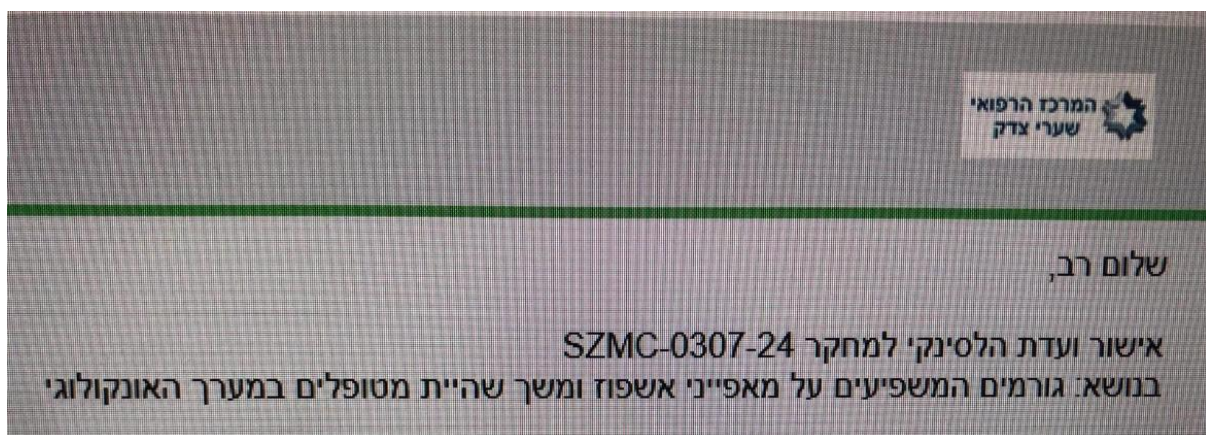 המרכז הרפואי
שערי צדק
שלום רב,
אישור ועדת הלסינקי למחקר SZMC-0307-24
בנושא: גורמים המשפיעים על מאפייני אשפוז ומשך שהיית מטופלים במערך האונקולוגי